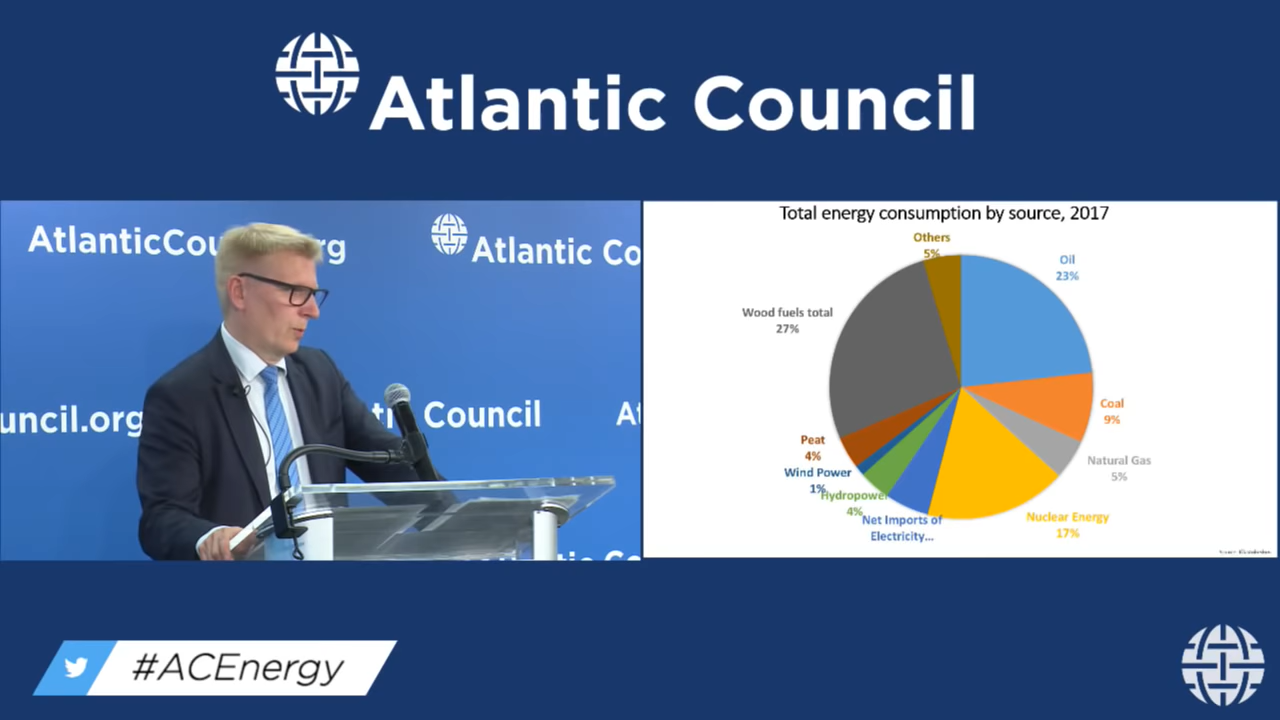 Atlantic Council
AtlanticCou
rg
Atlantic Co
uncil.org
Council
At
Total energy consumption by source, 2017
Others
5%
Oil
23%
Wood fuels total
27%
Coal
9%
Peat
4%
Natural Gas
5%
Wind Power
1%
Hydropower
4%
Net Imports of
Electricity...
Nuclear Energy
17%
#ACEnergy